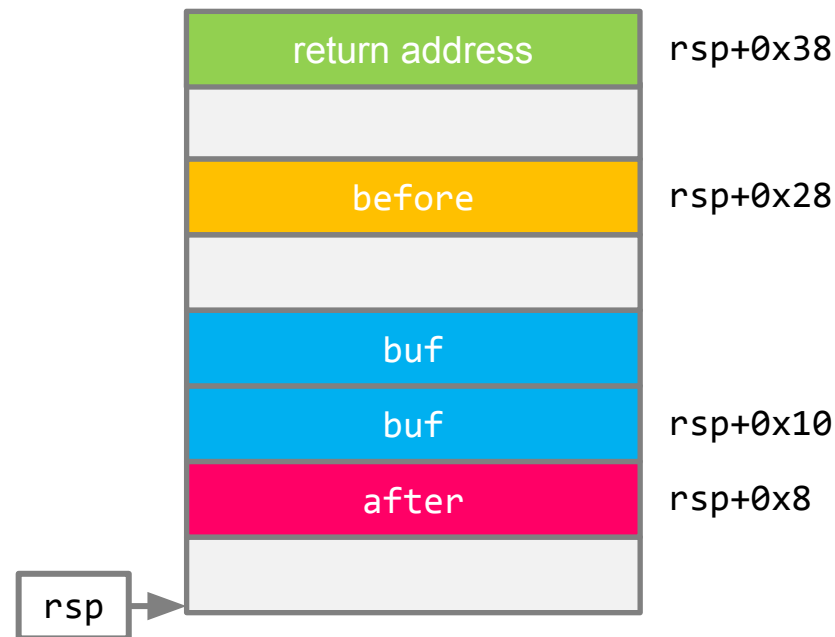 return address rsp+0x38
before rsp+0x28
buf
buf rsp+0x10
after rsp+0x8
rsp